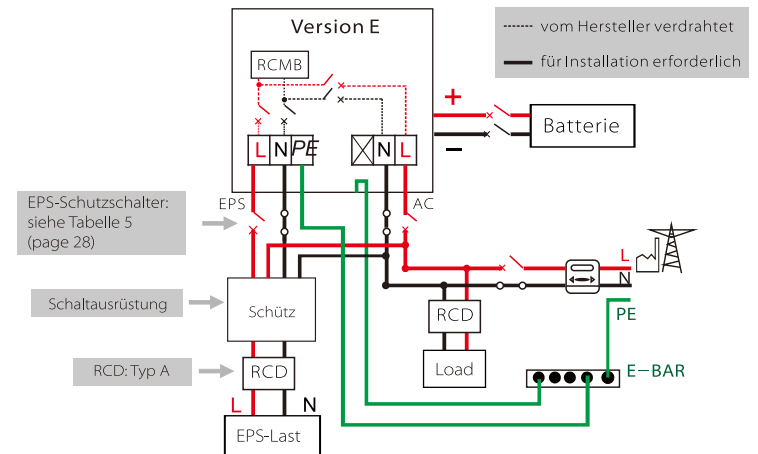 Version E
vom Hersteller verdrahtet
für Installation erforderlich
RCMB
+
Batterie
−
L N PE
N L
EPS
AC
EPS-Schutzschalter:
siehe Tabelle 5
(page 28)
L
N
Schaltausrüstung
Schütz
RCD
PE
RCD: Typ A
RCD
Load
E−BAR
L
N
EPS-Last